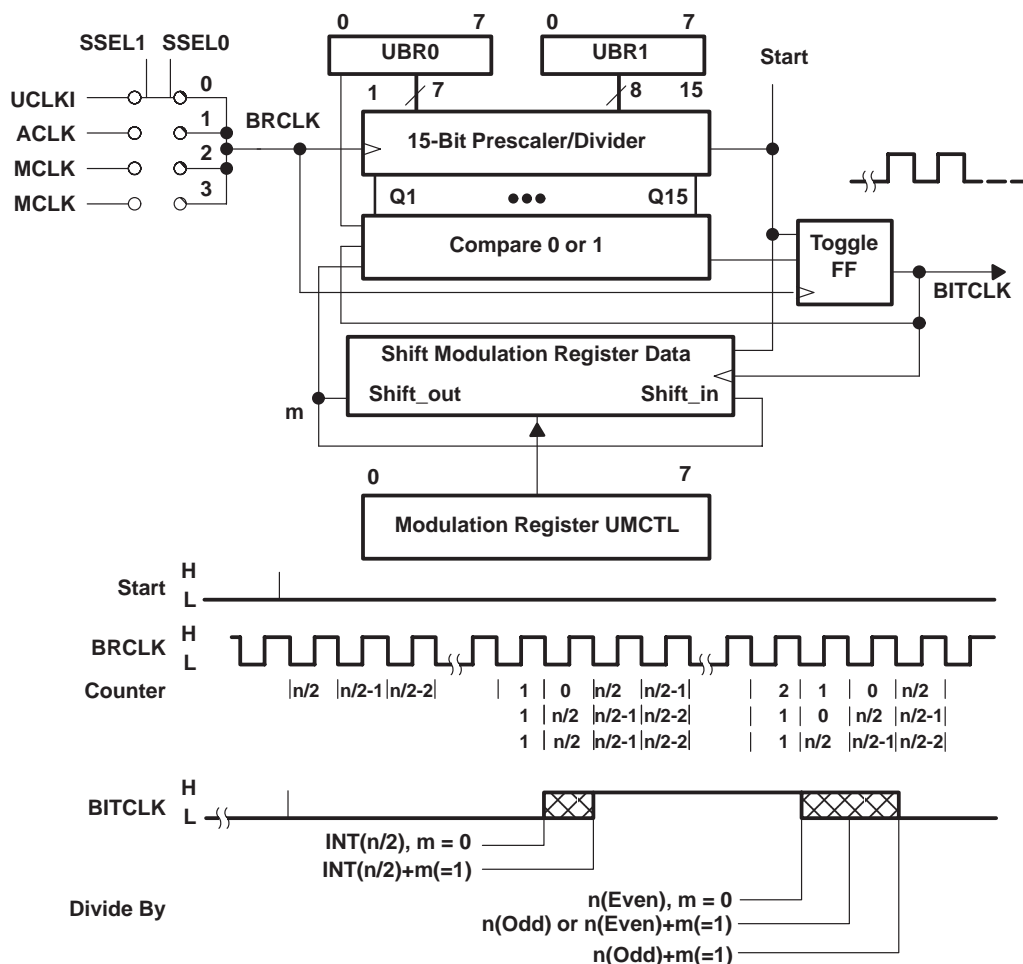 0 7 0 7
SSEL1 SSEL0 UBR0 UBR1 Start
0 1 7 8 15
UCLKI
1 BRCLK 15-Bit Prescaler/Divider
ACLK
2
MCLK
3 Q1 ••• Q15
MCLK
Compare 0 or 1
Toggle
FF
BITCLK
Shift Modulation Register Data
Shift_out Shift_in
m
0 7
Modulation Register UMCTL
H
Start
L
H
BRCLK
L
Counter n/2 n/2-1 n/2-2 1 0 n/2 n/2-1 2 1 0 n/2
1 n/2 n/2-1 n/2-2 1 0 n/2 n/2-1
1 n/2 n/2-1 n/2-2 1 n/2 n/2-1 n/2-2
H
BITCLK
L
INT(n/2), m = 0
INT(n/2)+m(=1)
n(Even), m = 0
Divide By
n(Odd) or n(Even)+m(=1)
n(Odd)+m(=1)